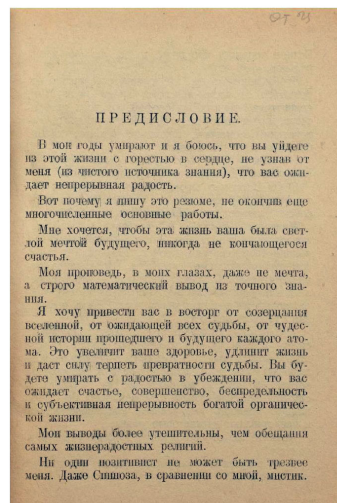 ПРЕДИСЛОВИЕ.
В мои годы умирают и я боюсь, что вы уйдете
из этой жизни с горестью в сердце, не узнав от
меня (из чистого источника знания), что вас ожи-
дает непрерывная радость.
Вот почему я пишу это резюме, не окончив еще
многочисленные основные работы.
Мне хочется, чтобы эта жизнь ваша была свет-
лой мечтой будущего, никогда не кончающегося
счастья.
Моя проповедь, в моих глазах, даже не мечта,
а строго математический вывод из точного зна-
ния.
Я хочу привести вас в восторг от созерцания
вселенной, от ожидающей всех судьбы, от чудес-
ной истории прошедшего и будущего каждого ато-
ма. Это увеличит ваше здоровье, удлинит жизнь
и даст силу терпеть превратности судьбы. Вы бу-
дете умирать с радостью в убеждении, что вас
ожидает счастье, совершенство, беспредельность
и субъективная непрерывность богатой органичес-
кой жизни.
Мои выводы более утешительны, чем обещания
самых жизнерадостных религий.
Ни один позитивист не может быть трезвее
меня. Даже Спиноза, в сравнении со мной, мистик.